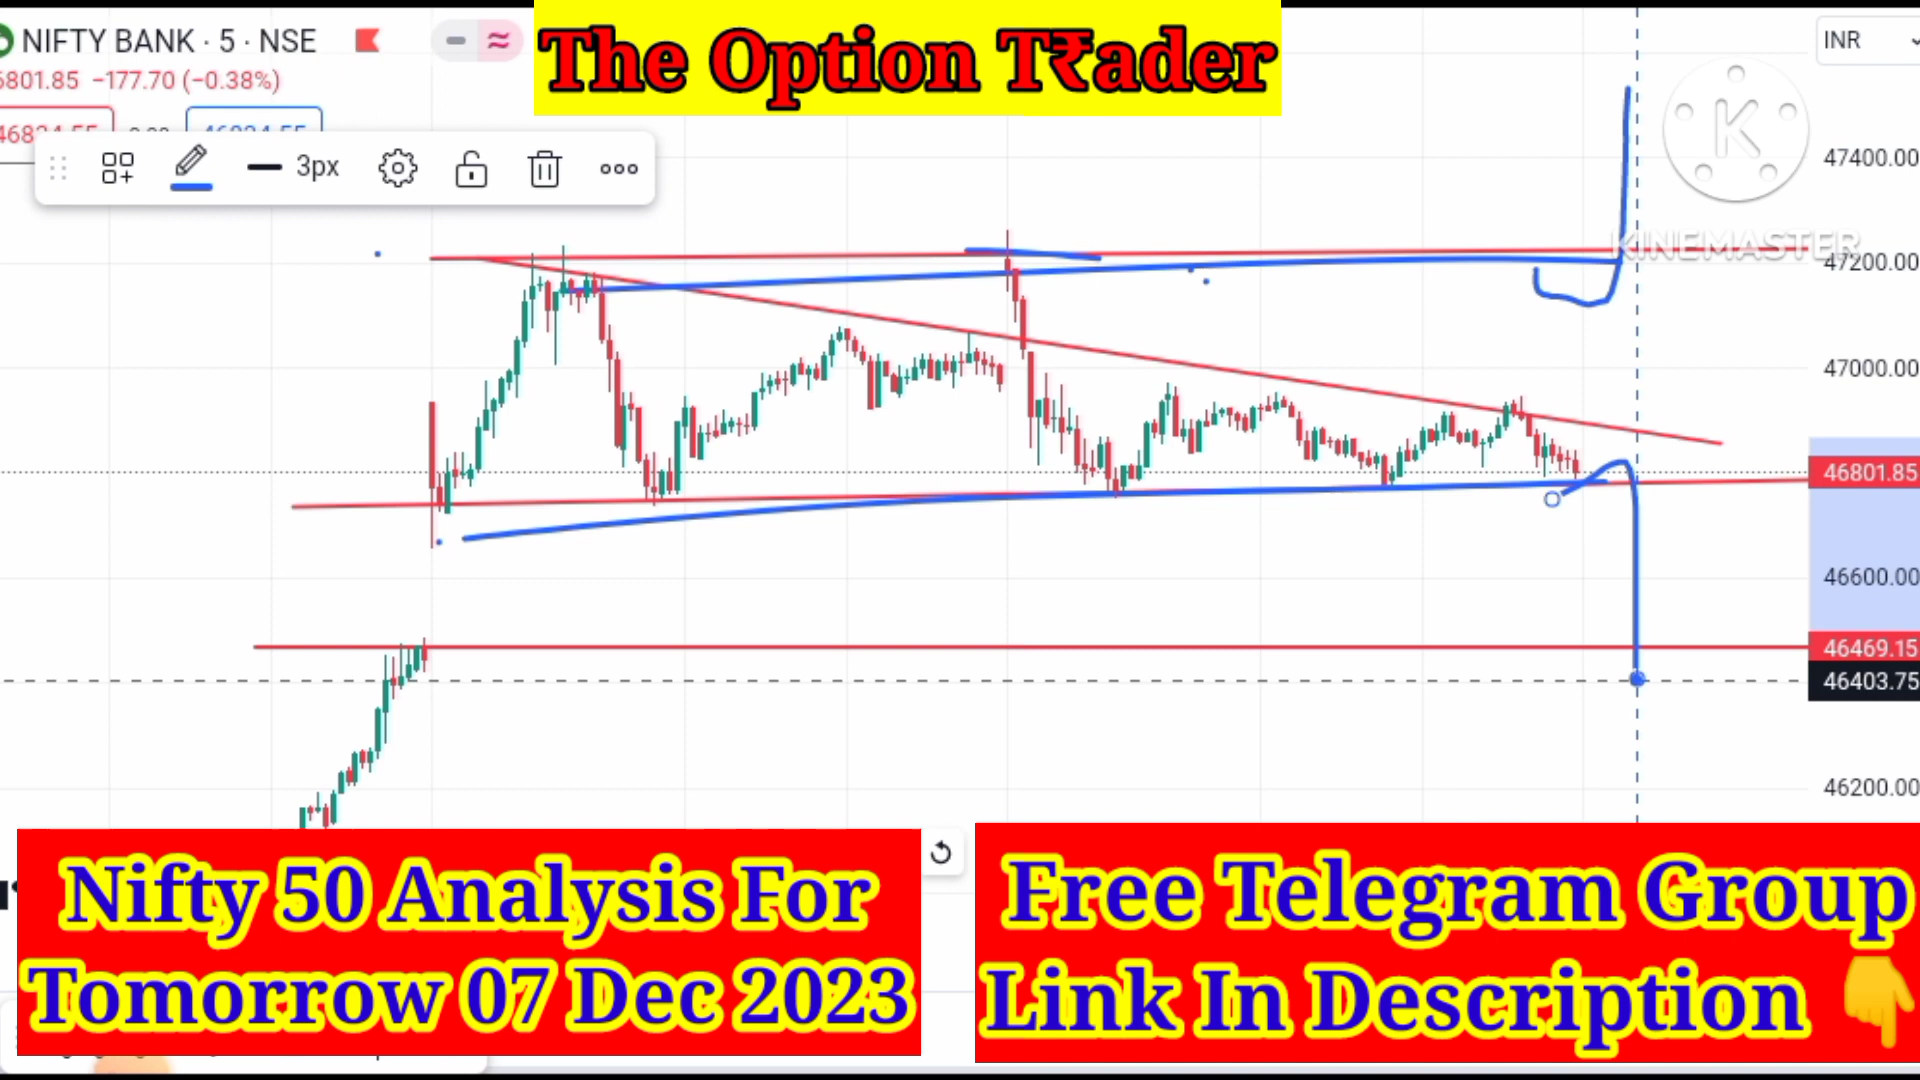 NIFTY BANK · 5 · NSE
The Option T₹ader
INR
6801.85 −177.70 (−0.38%)
3px
K
KINEMASTER
47400.00
47200.00
47000.00
46801.85
46600.00
46469.15
46403.75
46200.00
Nifty 50 Analysis For
Tomorrow 07 Dec 2023
Free Telegram Group
Link In Description 👇